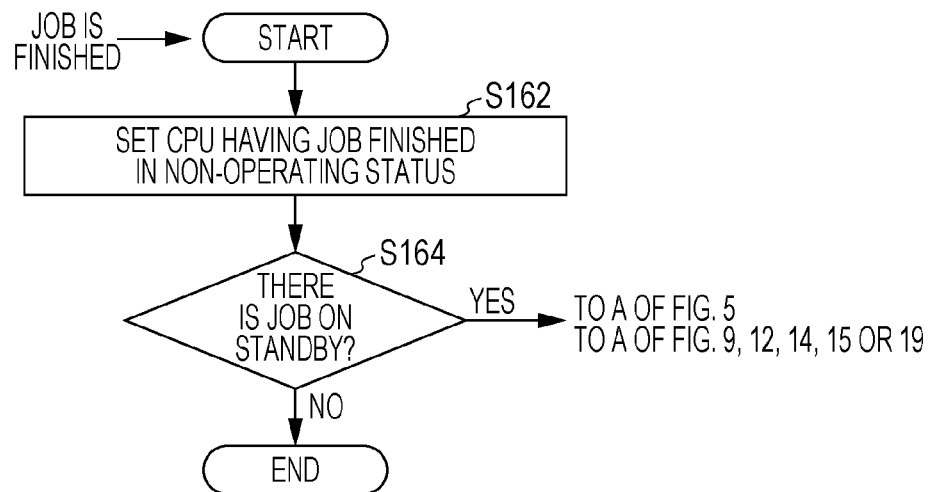 JOB IS
FINISHED
START
S162
SET CPU HAVING JOB FINISHED
IN NON-OPERATING STATUS
S164
THERE
IS JOB ON
STANDBY?
YES
TO A OF FIG. 5
TO A OF FIG. 9, 12, 14, 15 OR 19
NO
END